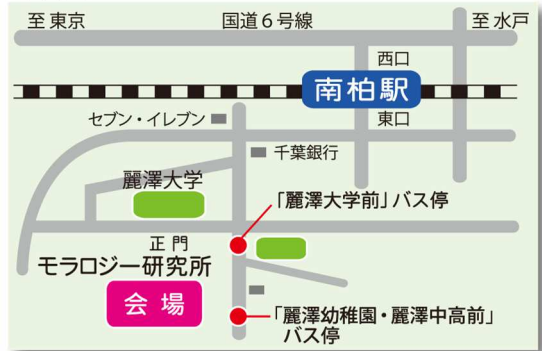 至東京
国道6号線
至水戸
西口
南柏駅
セブン・イレブン
東口
千葉銀行
麗澤大学
「麗澤大学前」バス停
正門
モラロジー研究所
会場
「麗澤幼稚園・麗澤中高前」
バス停